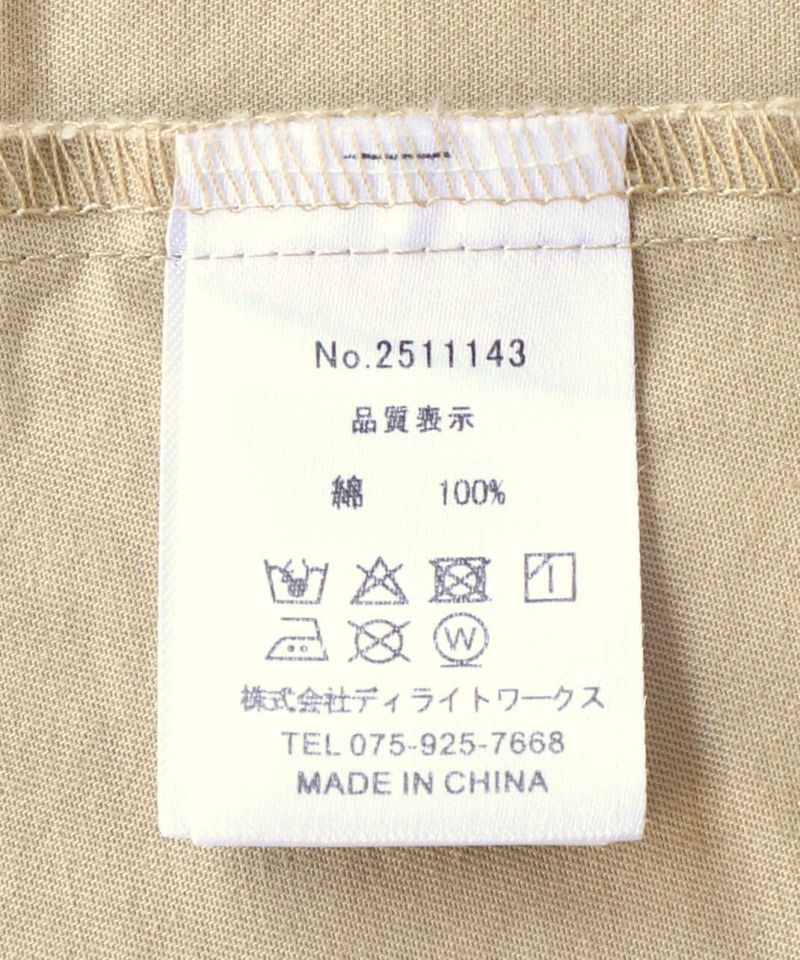 No.2511143
品質表示
綿 100%
W
株式会社ディライトワークス
TEL 075-925-7668
MADE IN CHINA